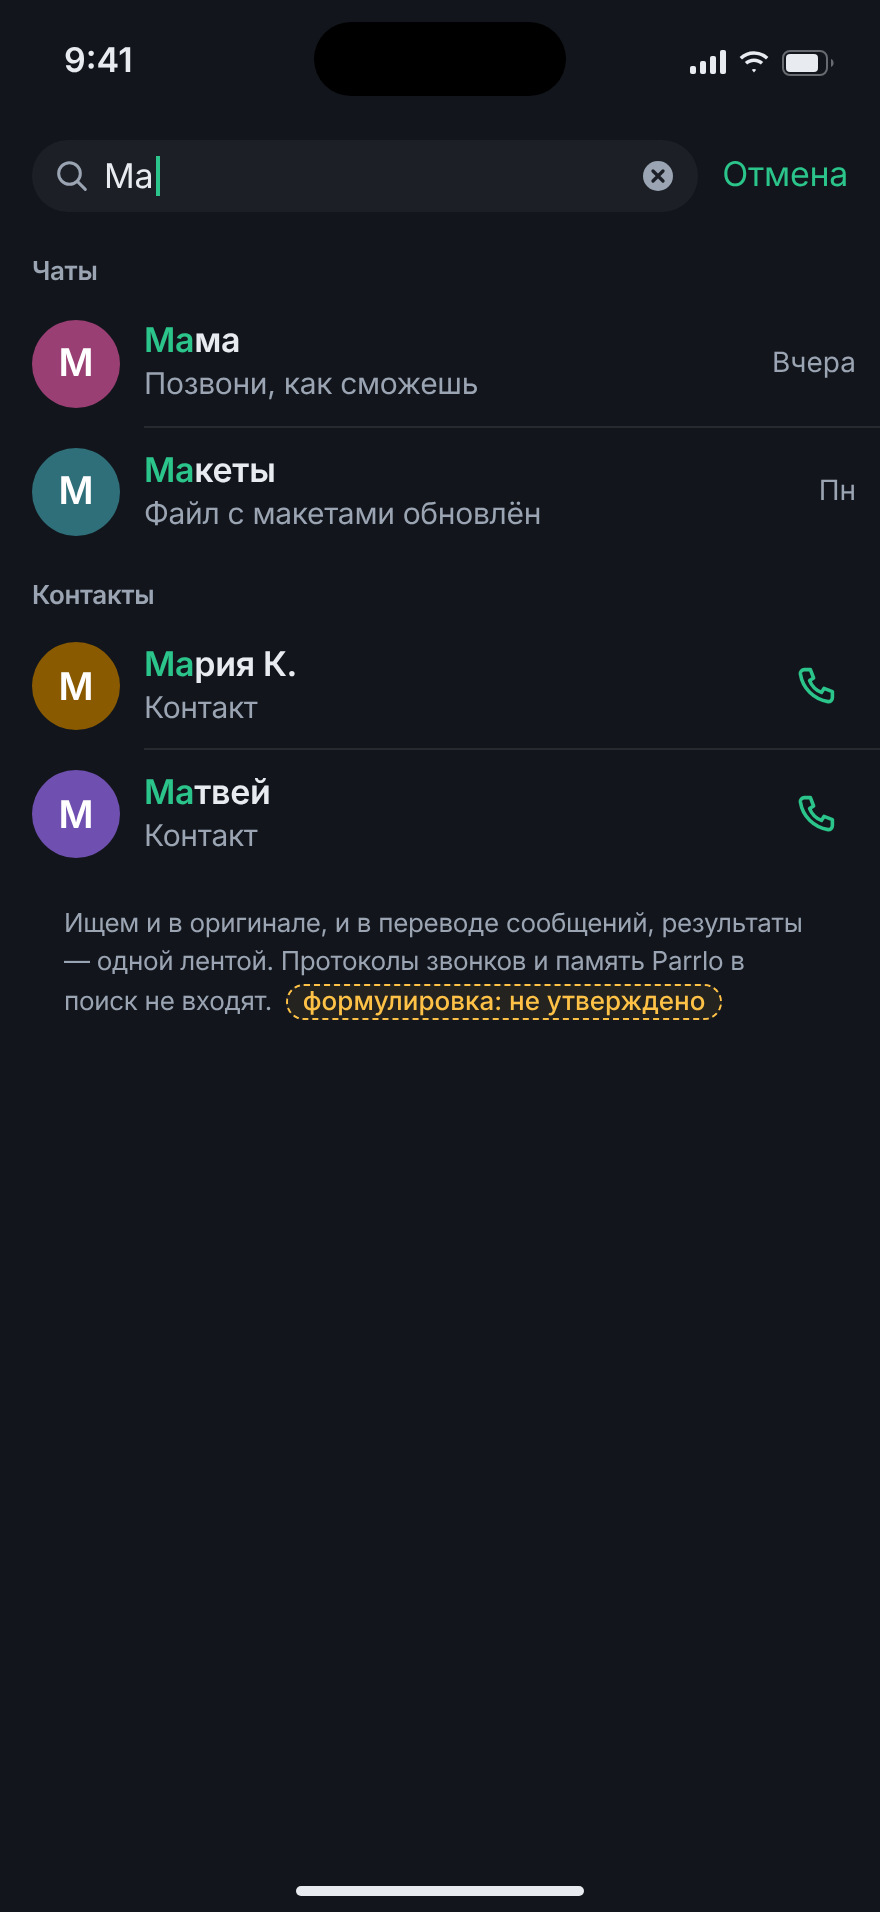 9:41
Ма
Отмена
Чаты
М
Мама
Позвони, как сможешь
Вчера
М
Макеты
Файл с макетами обновлён
Пн
Контакты
М
Мария К.
Контакт
М
Матвей
Контакт
Ищем и в оригинале, и в переводе сообщений, результаты
— одной лентой. Протоколы звонков и память Parrlo в
поиск не входят. формулировка: не утверждено